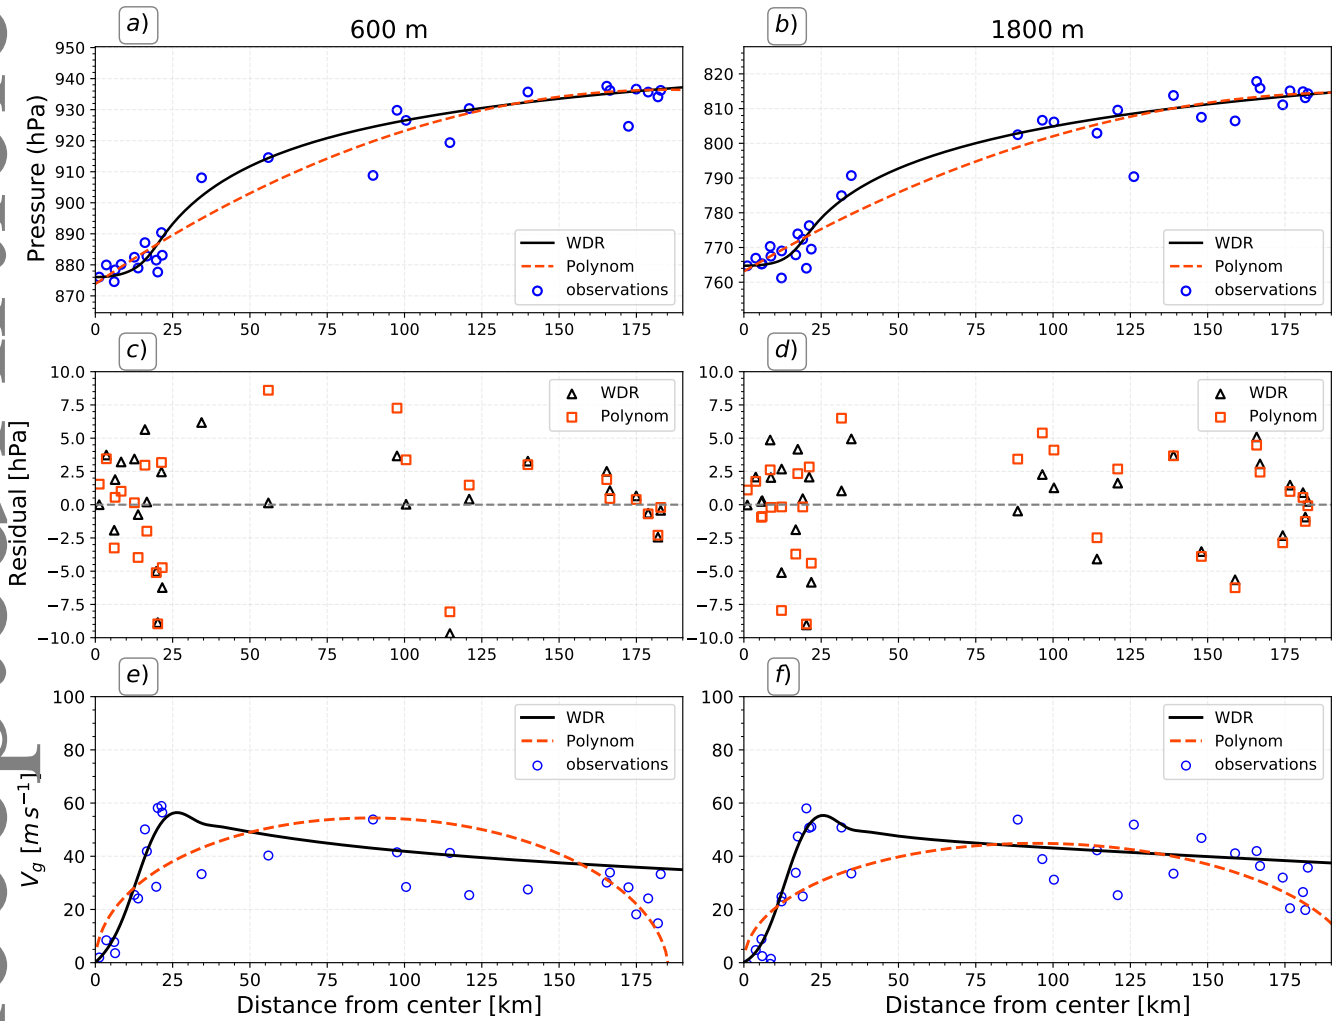 a)
600 m
b)
1800 m
Pressure (hPa)
950
940
930
920
910
900
890
880
870
WDR
Polynom
observations
0 25 50 75 100 125 150 175
820
810
800
790
780
770
760
WDR
Polynom
observations
0 25 50 75 100 125 150 175
c)
d)
Residual [hPa]
10.0
7.5
5.0
2.5
0.0
−2.5
−5.0
−7.5
−10.0
WDR
Polynom
0 25 50 75 100 125 150 175
10.0
7.5
5.0
2.5
0.0
−2.5
−5.0
−7.5
−10.0
WDR
Polynom
0 25 50 75 100 125 150 175
e)
f)
V_g [m s⁻¹]
100
80
60
40
20
0
WDR
Polynom
observations
0 25 50 75 100 125 150 175
Distance from center [km]
100
80
60
40
20
0
WDR
Polynom
observations
0 25 50 75 100 125 150 175
Distance from center [km]